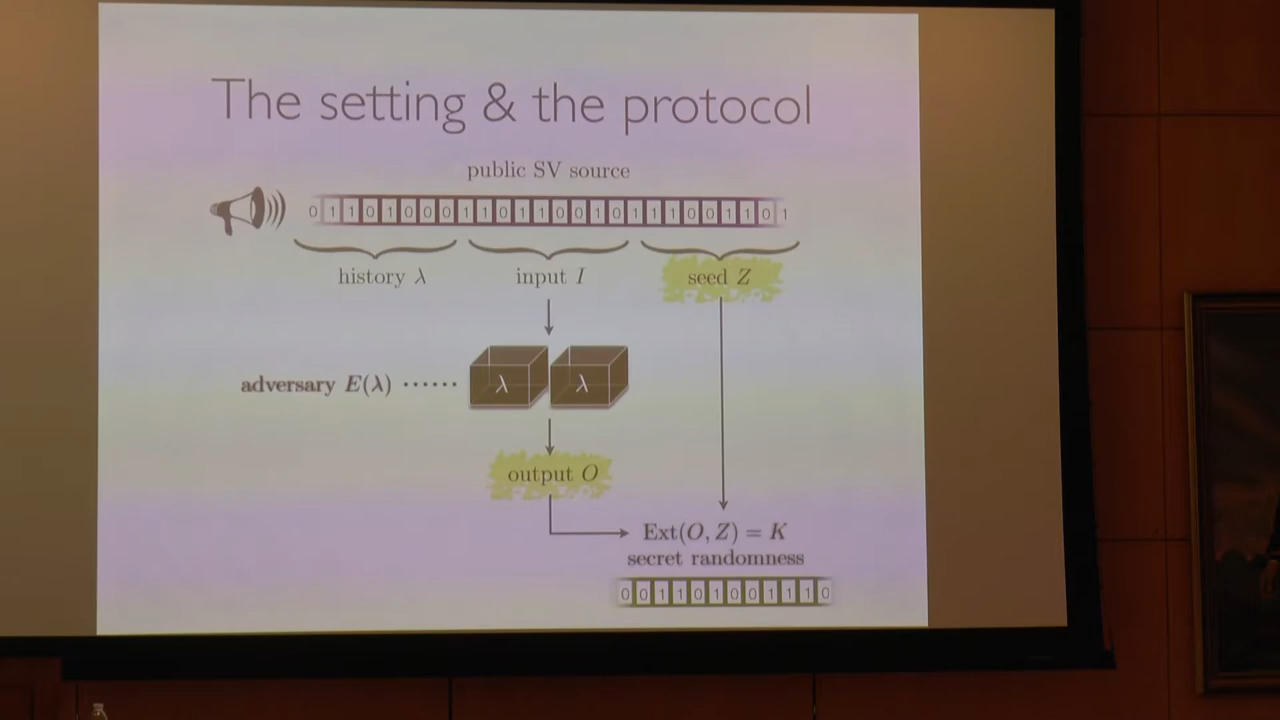 The setting & the protocol
public SV source
0 1 1 0 1 0 0 0 1 1 0 1 1 0 0 1 0 1 1 1 0 0 1 1 0 1
history λ
input I
seed Z
adversary E(λ) ······
λ
λ
output O
Ext(O, Z) = K
secret randomness
0 0 1 1 0 1 0 0 1 1 1 0